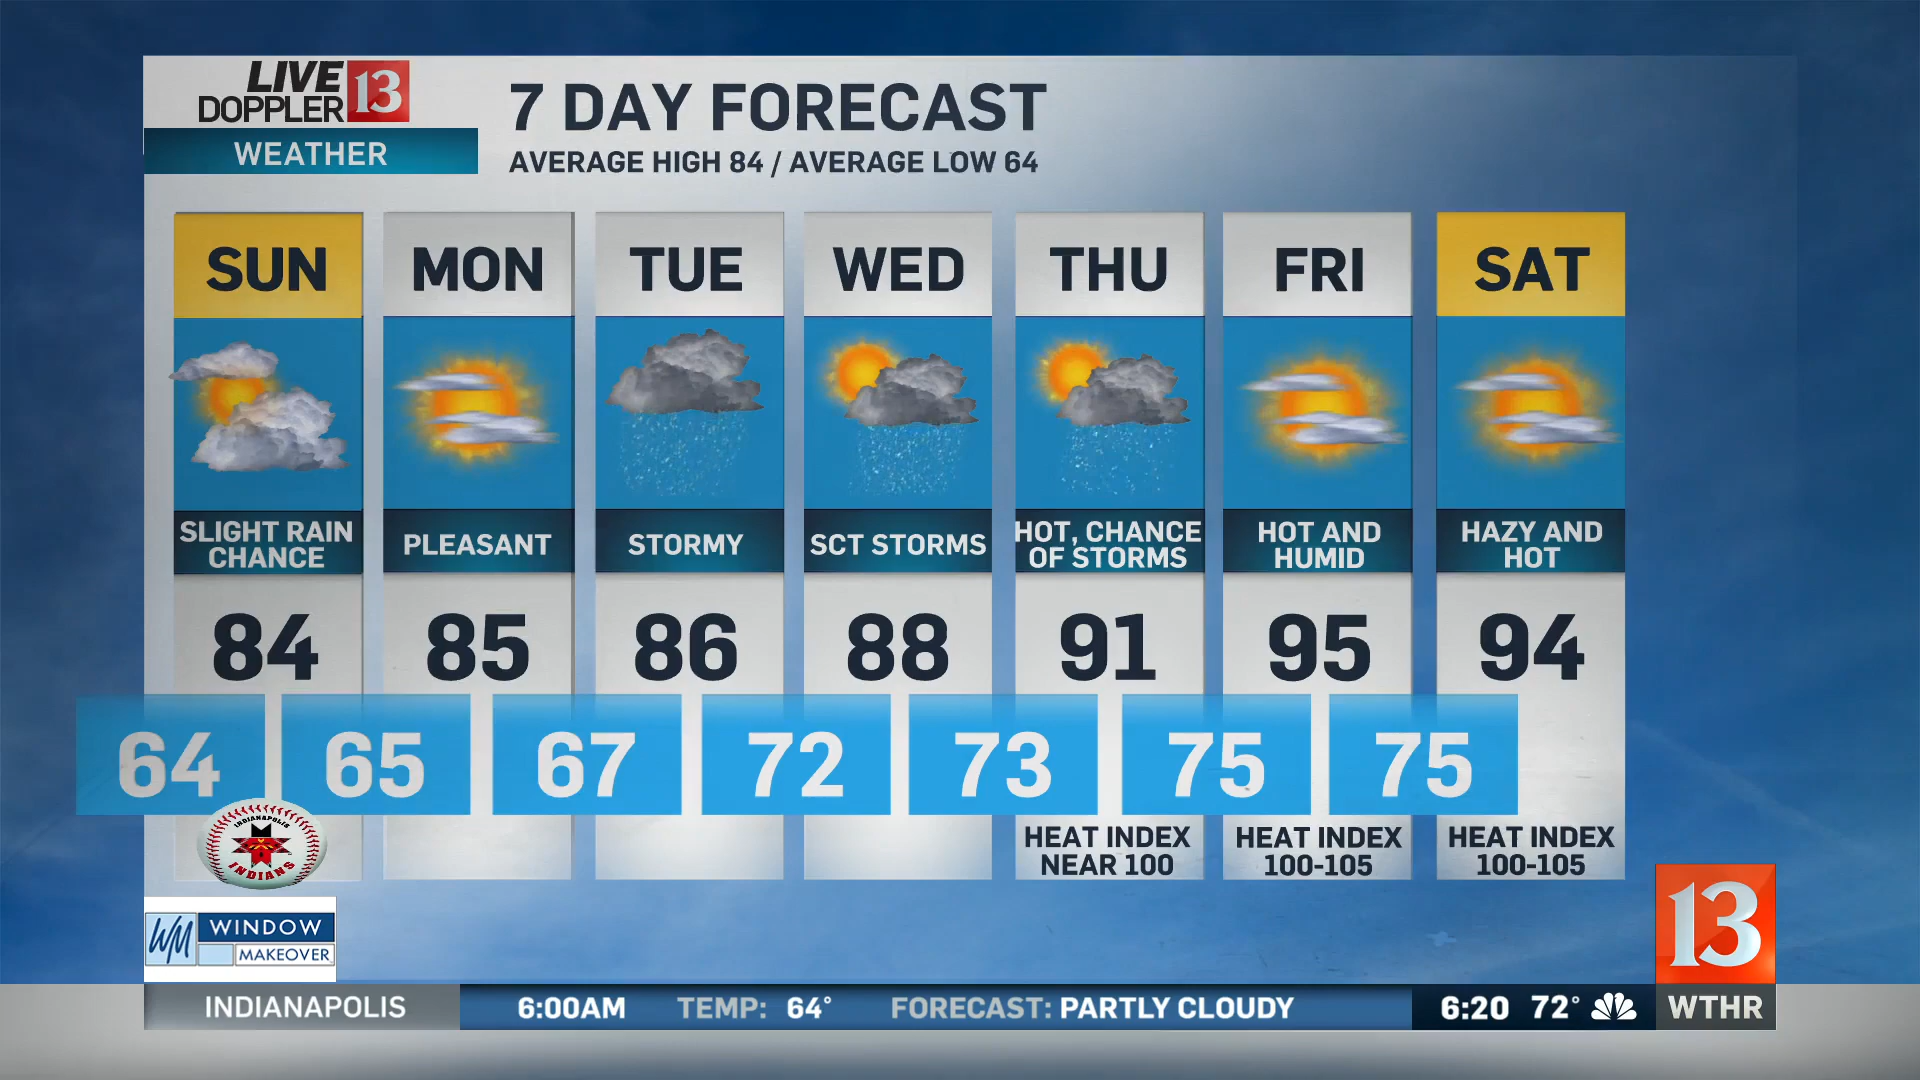 LIVE
DOPPLER 13
WEATHER
7 DAY FORECAST
AVERAGE HIGH 84 / AVERAGE LOW 64
SUN MON TUE WED THU FRI SAT
SLIGHT RAIN CHANCE
PLEASANT
STORMY
SCT STORMS
HOT, CHANCE OF STORMS
HOT AND HUMID
HAZY AND HOT
84 85 86 88 91 95 94
64 65 67 72 73 75 75
INDIANAPOLIS
INDIANS
HEAT INDEX
NEAR 100
HEAT INDEX
100-105
HEAT INDEX
100-105
WM WINDOW
MAKEOVER
13
INDIANAPOLIS 6:00AM TEMP: 64° FORECAST: PARTLY CLOUDY 6:20 72° WTHR